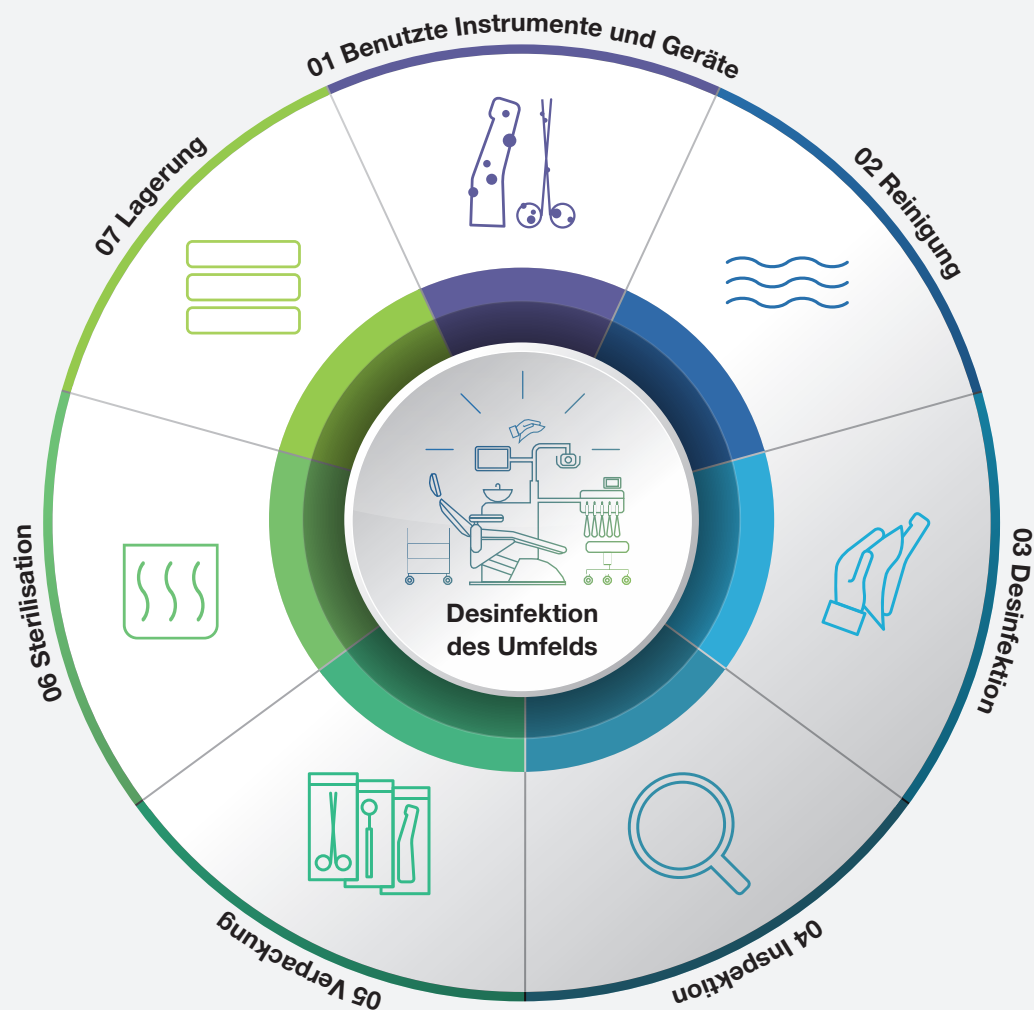 01 Benutzte Instrumente und Geräte
02 Reinigung
03 Desinfektion
04 Inspektion
05 Verpackung
06 Sterilisation
07 Lagerung
Desinfektion
des Umfelds